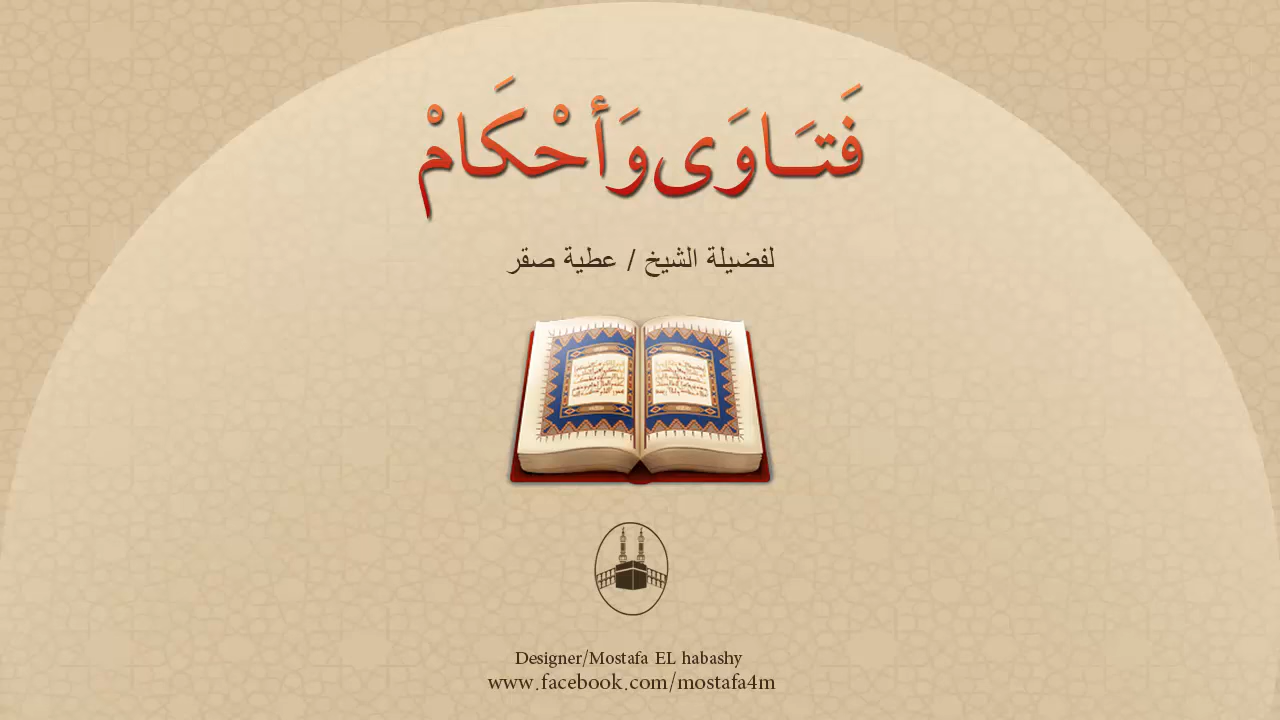 فَتَاوَى وَأَحْكَامْ
لفضيلة الشيخ / عطية صقر
Designer/Mostafa EL habashy
www.facebook.com/mostafa4m